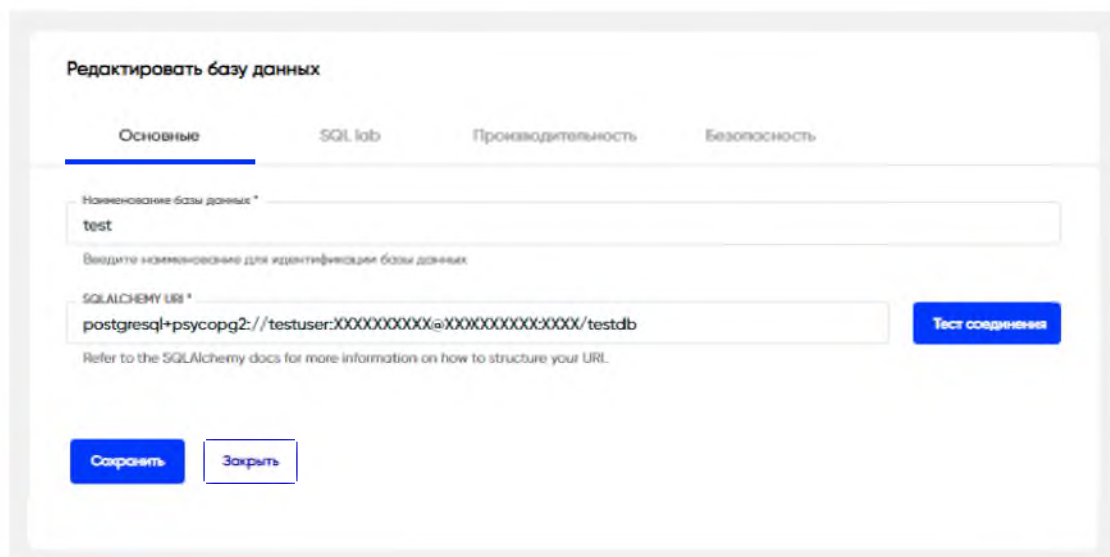 Редактировать базу данных
Основные SQL lab Производительность Безопасность
Наименование базы данных *
test
Введите наименование для идентификации базы данных
SQLALCHEMY URI *
postgresql+psycopg2://testuser:XXXXXXXXXX@XXXXXXXXXX:XXXX/testdb
Тест соединения
Refer to the SQLAlchemy docs for more information on how to structure your URI.
Сохранить Закрыть